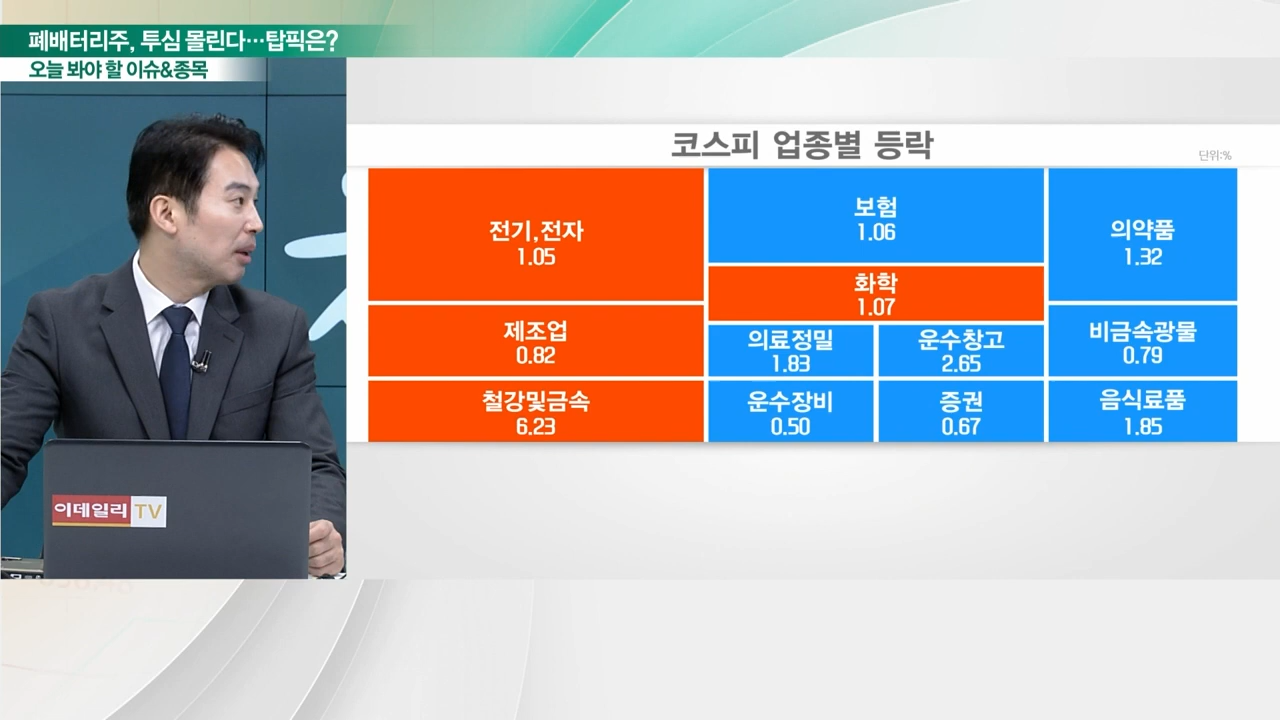 폐배터리주, 투심 몰린다…탑픽은?
오늘 봐야 할 이슈&종목
코스피 업종별 등락
단위:%
전기,전자
1.05
제조업
0.82
철강및금속
6.23
보험
1.06
화학
1.07
의료정밀
1.83
운수창고
2.65
운수장비
0.50
증권
0.67
의약품
1.32
비금속광물
0.79
음식료품
1.85
이데일리TV